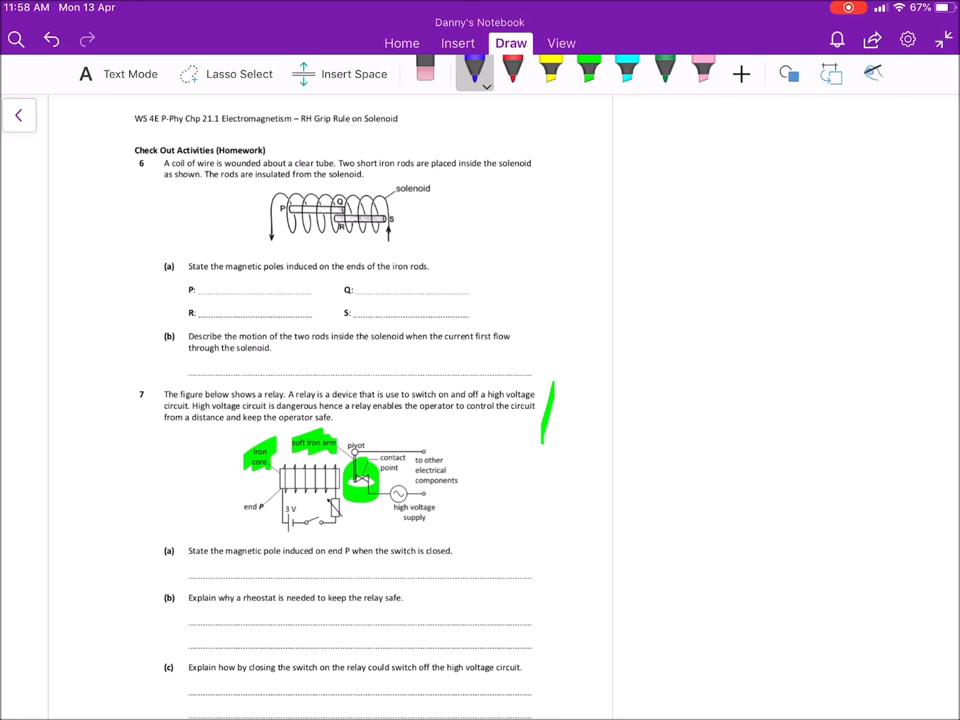 11:58 AM Mon 13 Apr
67%
Danny's Notebook
Home Insert Draw View
A Text Mode Lasso Select Insert Space
WS 4E P-Phy Chp 21.1 Electromagnetism – RH Grip Rule on Solenoid
Check Out Activities (Homework)
6 A coil of wire is wounded about a clear tube. Two short iron rods are placed inside the solenoid
as shown. The rods are insulated from the solenoid.
solenoid
P
Q
R
S
(a) State the magnetic poles induced on the ends of the iron rods.
P: Q:
R: S:
(b) Describe the motion of the two rods inside the solenoid when the current first flow
through the solenoid.
7 The figure below shows a relay. A relay is a device that is use to switch on and off a high voltage
circuit. High voltage circuit is dangerous hence a relay enables the operator to control the circuit
from a distance and keep the operator safe.
iron
core
soft iron arm
pivot
contact
point
to other
electrical
components
end P
3 V
high voltage
supply
(a) State the magnetic pole induced on end P when the switch is closed.
(b) Explain why a rheostat is needed to keep the relay safe.
(c) Explain how by closing the switch on the relay could switch off the high voltage circuit.